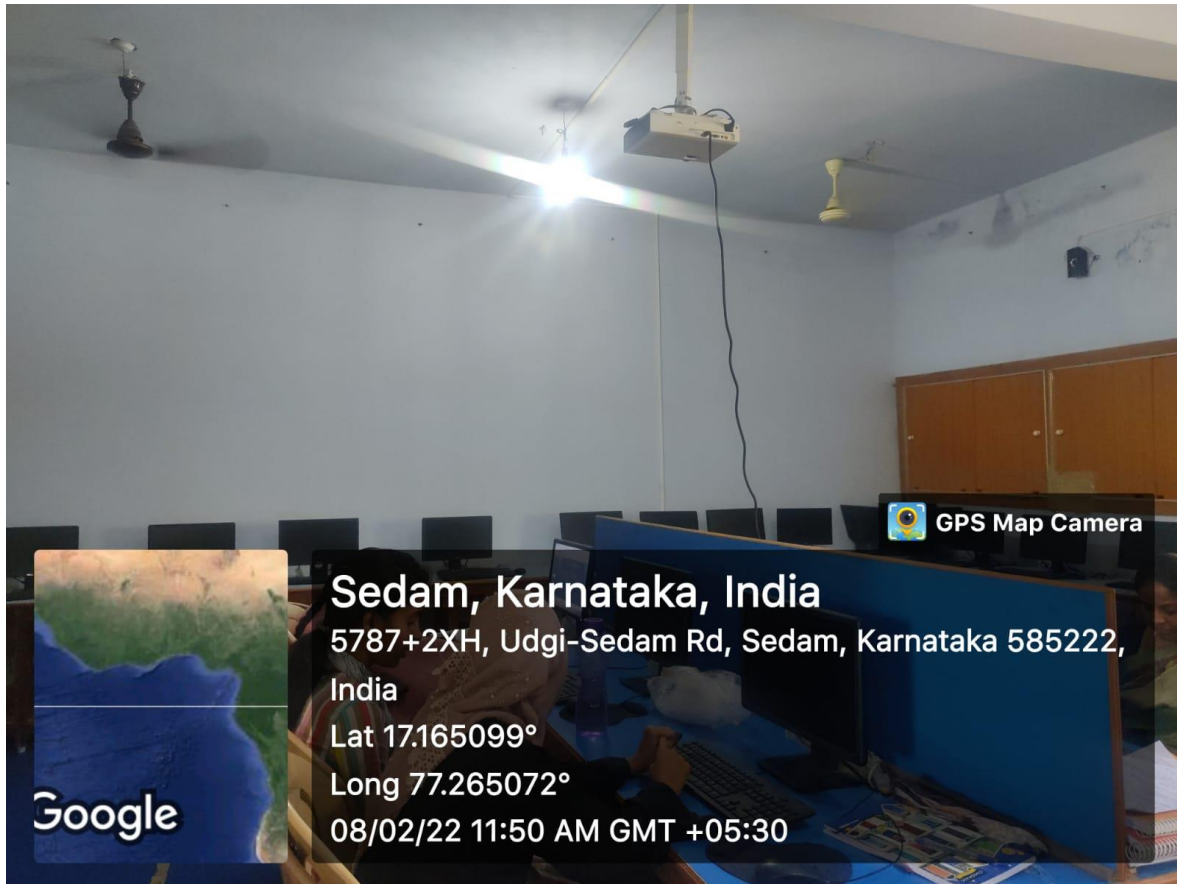 GPS Map Camera
Sedam, Karnataka, India
5787+2XH, Udgi-Sedam Rd, Sedam, Karnataka 585222,
India
Lat 17.165099°
Long 77.265072°
08/02/22 11:50 AM GMT +05:30
Google